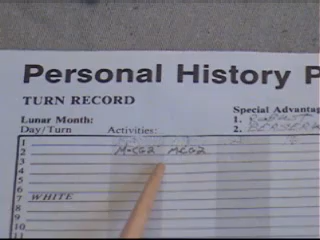 Personal History P
TURN RECORD
Special Advantag
Lunar Month:
1.
Day/Turn Activities:
2.
1
2 M-CG2
3
4
5
6
7 WHITE
8
9
10